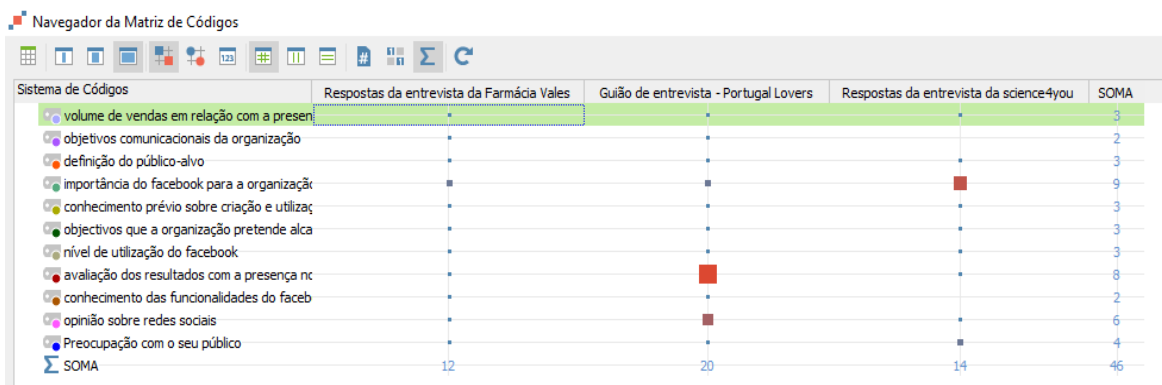 Navegador da Matriz de Códigos
Sistema de Códigos Respostas da entrevista da Farmácia Vales Guião de entrevista - Portugal Lovers Respostas da entrevista da science4you SOMA
volume de vendas em relação com a presen 3
objetivos comunicacionais da organização 2
definição do público-alvo 3
importância do facebook para a organização 9
conhecimento prévio sobre criação e utilizaç 3
objectivos que a organização pretende alca 3
nível de utilização do facebook 3
avaliação dos resultados com a presença no 8
conhecimento das funcionalidades do faceb 2
opinião sobre redes sociais 6
Preocupação com o seu público 4
Σ SOMA 12 20 14 46